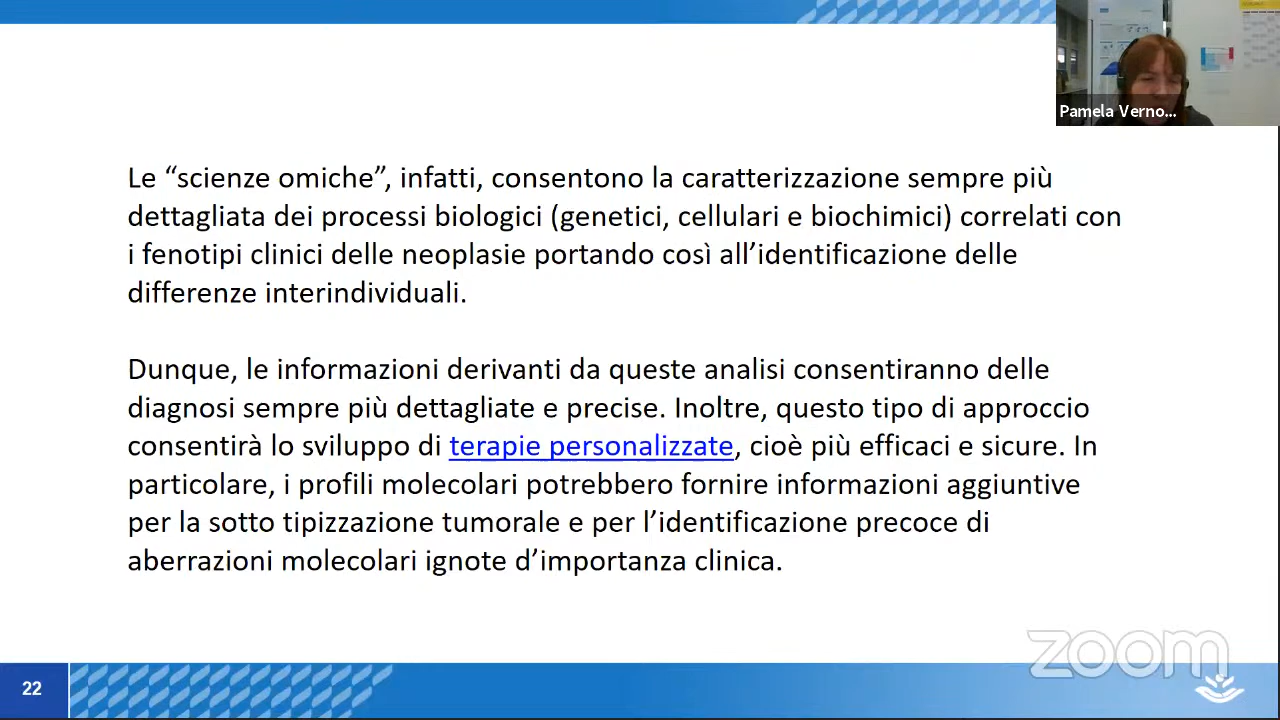 Pamela Verno...
Le “scienze omiche”, infatti, consentono la caratterizzazione sempre più
dettagliata dei processi biologici (genetici, cellulari e biochimici) correlati con
i fenotipi clinici delle neoplasie portando così all’identificazione delle
differenze interindividuali.
Dunque, le informazioni derivanti da queste analisi consentiranno delle
diagnosi sempre più dettagliate e precise. Inoltre, questo tipo di approccio
consentirà lo sviluppo di terapie personalizzate, cioè più efficaci e sicure. In
particolare, i profili molecolari potrebbero fornire informazioni aggiuntive
per la sotto tipizzazione tumorale e per l’identificazione precoce di
aberrazioni molecolari ignote d’importanza clinica.
zoom
22